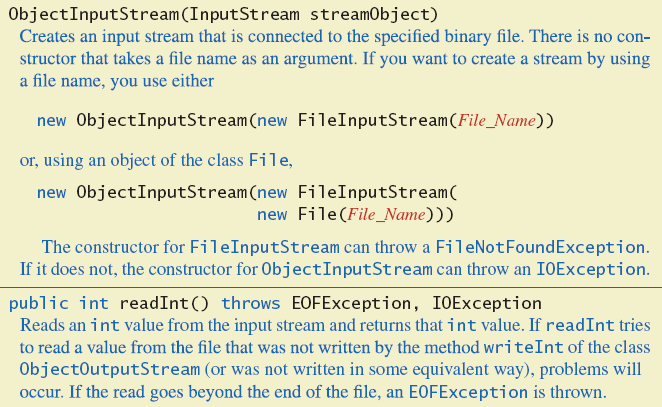 ObjectInputStream(InputStream streamObject)
Creates an input stream that is connected to the specified binary file. There is no con-
structor that takes a file name as an argument. If you want to create a stream by using
a file name, you use either
new ObjectInputStream(new FileInputStream(File_Name))
or, using an object of the class File,
new ObjectInputStream(new FileInputStream(
new File(File_Name)))
The constructor for FileInputStream can throw a FileNotFoundException.
If it does not, the constructor for ObjectInputStream can throw an IOException.
public int readInt() throws EOFException, IOException
Reads an int value from the input stream and returns that int value. If readInt tries
to read a value from the file that was not written by the method writeInt of the class
ObjectOutputStream (or was not written in some equivalent way), problems will
occur. If the read goes beyond the end of the file, an EOFException is thrown.